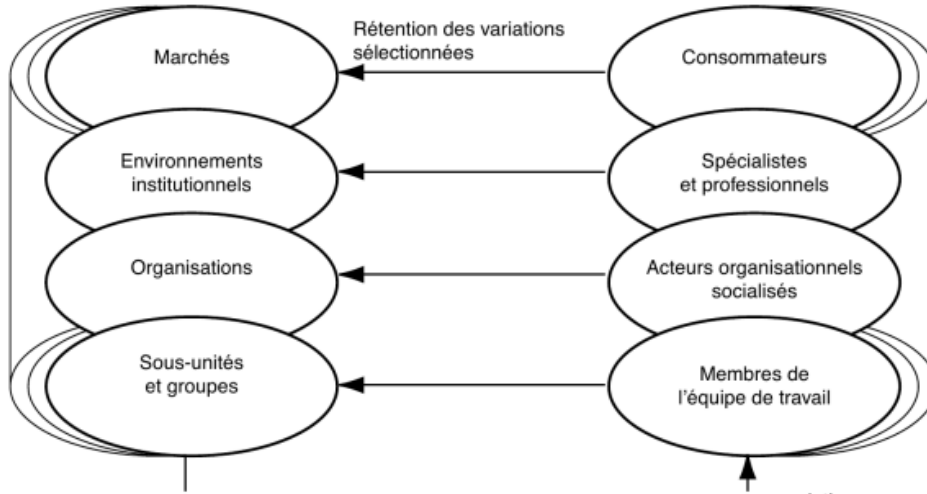 Marchés
Rétention des variations
sélectionnées
Consommateurs
Environnements
institutionnels
Spécialistes
et professionnels
Organisations
Acteurs organisationnels
socialisés
Sous-unités
et groupes
Membres de
l'équipe de travail